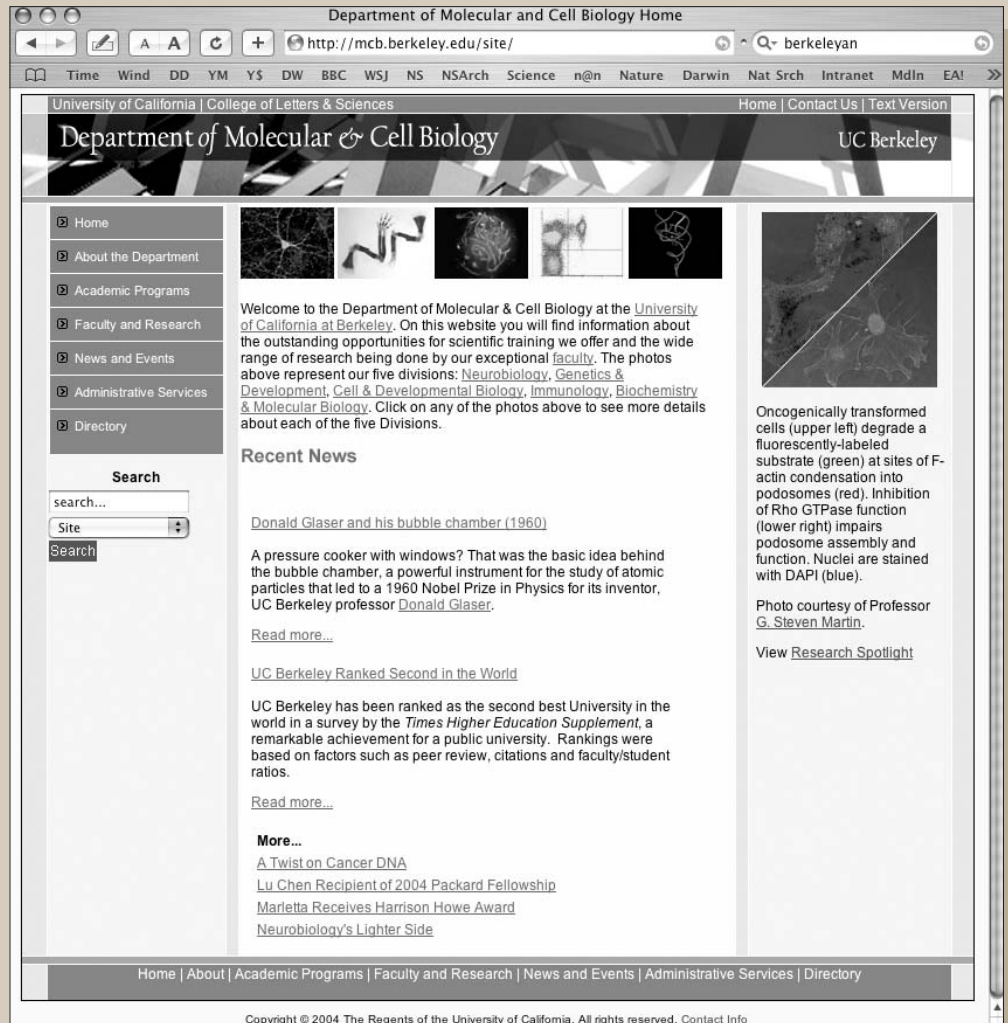 Department of Molecular and Cell Biology Home
A A + http://mcb.berkeley.edu/site/ Q berkeleyan
Time Wind DD YM Y$ DW BBC WSJ NS NSArch Science n@n Nature Darwin Nat Srch Intranet MdIn EA! »
University of California | College of Letters & Sciences
Home | Contact Us | Text Version
Department of Molecular & Cell Biology
UC Berkeley
Home
About the Department
Academic Programs
Faculty and Research
News and Events
Administrative Services
Directory
Search
search...
Site
Search
Welcome to the Department of Molecular & Cell Biology at the University
of California at Berkeley. On this website you will find information about
the outstanding opportunities for scientific training we offer and the wide
range of research being done by our exceptional faculty. The photos
above represent our five divisions: Neurobiology, Genetics &
Development, Cell & Developmental Biology, Immunology, Biochemistry
& Molecular Biology. Click on any of the photos above to see more details
about each of the five Divisions.
Recent News
Donald Glaser and his bubble chamber (1960)
A pressure cooker with windows? That was the basic idea behind
the bubble chamber, a powerful instrument for the study of atomic
particles that led to a 1960 Nobel Prize in Physics for its inventor,
UC Berkeley professor Donald Glaser.
Read more...
UC Berkeley Ranked Second in the World
UC Berkeley has been ranked as the second best University in the
world in a survey by the Times Higher Education Supplement, a
remarkable achievement for a public university. Rankings were
based on factors such as peer review, citations and faculty/student
ratios.
Read more...
More...
A Twist on Cancer DNA
Lu Chen Recipient of 2004 Packard Fellowship
Marletta Receives Harrison Howe Award
Neurobiology's Lighter Side
Oncogenically transformed
cells (upper left) degrade a
fluorescently-labeled
substrate (green) at sites of F-
actin condensation into
podosomes (red). Inhibition
of Rho GTPase function
(lower right) impairs
podosome assembly and
function. Nuclei are stained
with DAPI (blue).
Photo courtesy of Professor
G. Steven Martin.
View Research Spotlight
Home | About | Academic Programs | Faculty and Research | News and Events | Administrative Services | Directory
Copyright © 2004 The Regents of the University of California. All rights reserved. Contact Info